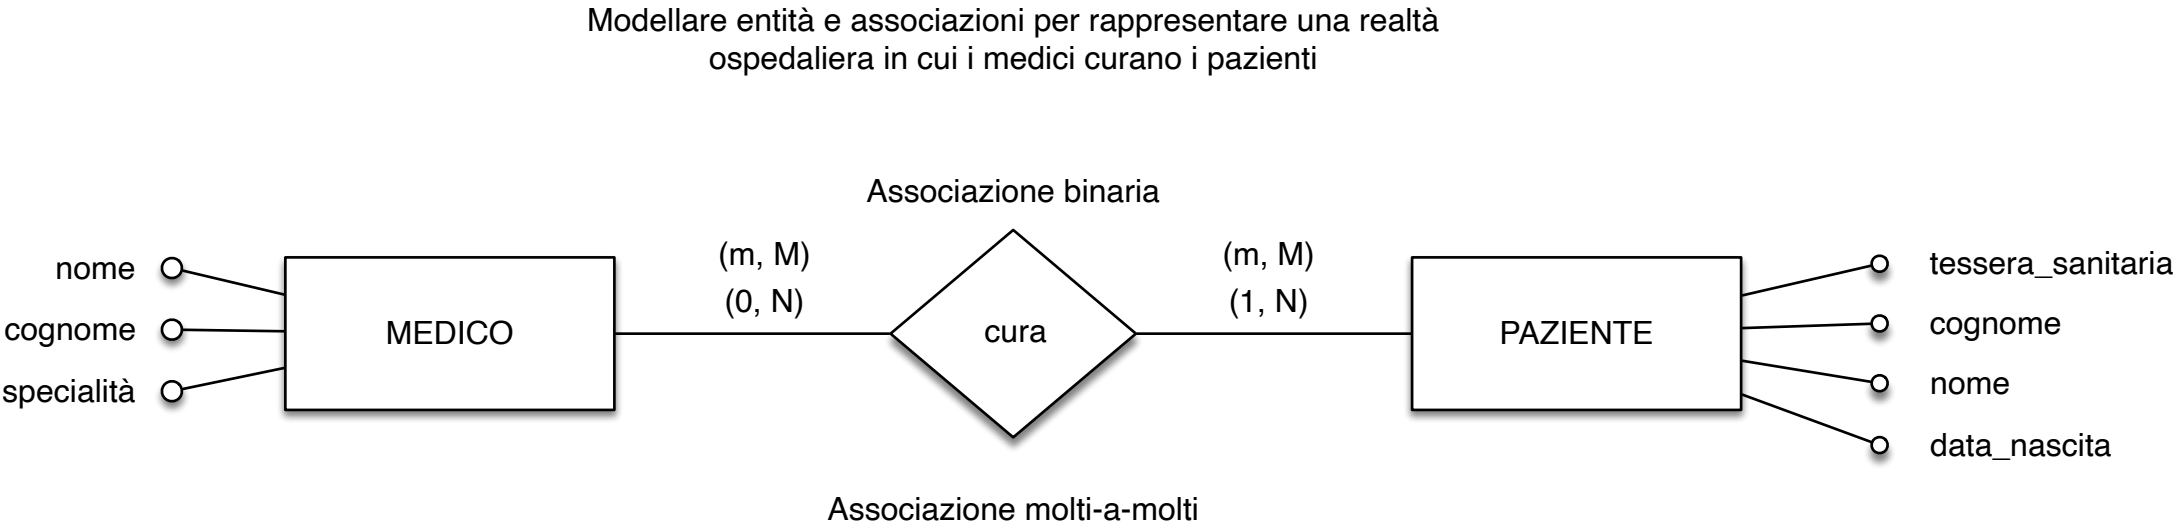 Modellare entità e associazioni per rappresentare una realtà
ospedaliera in cui i medici curano i pazienti
Associazione binaria
nome
cognome
specialità
MEDICO
(m, M)
(0, N)
cura
(m, M)
(1, N)
PAZIENTE
tessera_sanitaria
cognome
nome
data_nascita
Associazione molti-a-molti